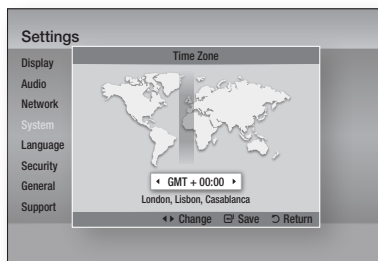 Settings
Display
Audio
Network
System
Language
Security
General
Support
Time Zone
GMT + 00:00
London, Lisbon, Casablanca
Change Save Return